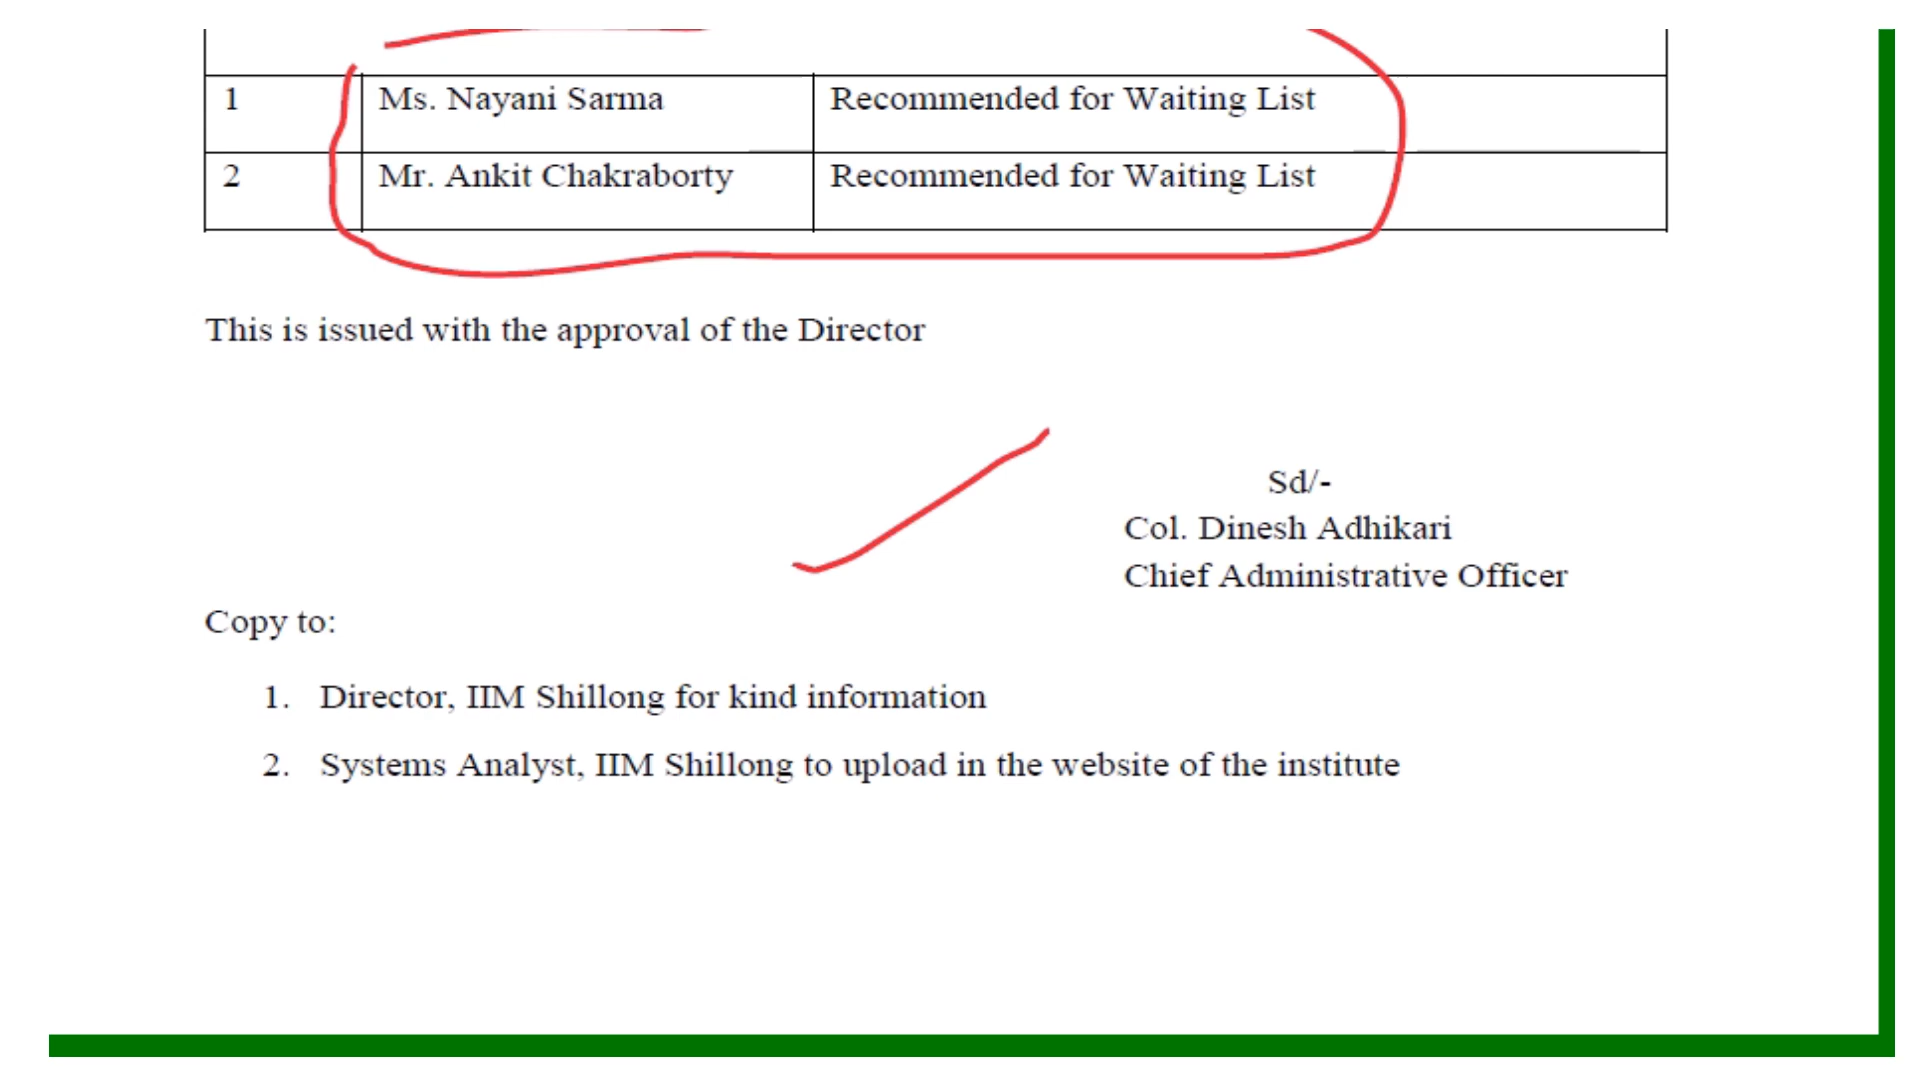 1 Ms. Nayani Sarma Recommended for Waiting List
2 Mr. Ankit Chakraborty Recommended for Waiting List
This is issued with the approval of the Director
Sd/-
Col. Dinesh Adhikari
Chief Administrative Officer
Copy to:
1. Director, IIM Shillong for kind information
2. Systems Analyst, IIM Shillong to upload in the website of the institute